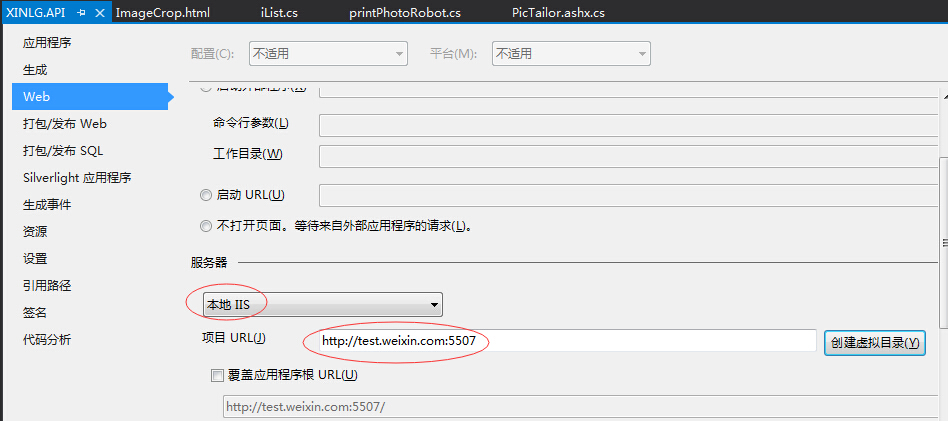 XINLG.API ImageCrop.html iList.cs printPhotoRobot.cs PicTailor.ashx.cs
应用程序
生成
Web
打包/发布 Web
打包/发布 SQL
Silverlight 应用程序
生成事件
资源
设置
引用路径
签名
代码分析
配置(C): 不适用 平台(M): 不适用
命令行参数(L)
工作目录(W)
启动 URL(U)
不打开页面。等待来自外部应用程序的请求(L)。
服务器
本地 IIS
项目 URL(J) http://test.weixin.com:5507 创建虚拟目录(Y)
覆盖应用程序根 URL(U)
http://test.weixin.com:5507/